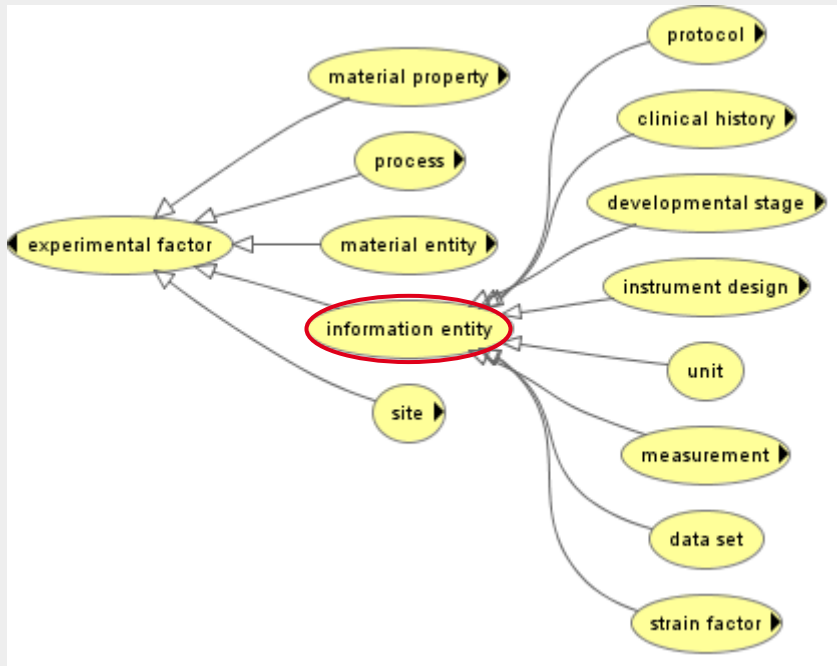 protocol
material property
clinical history
process
developmental stage
experimental factor
material entity
instrument design
information entity
unit
site
measurement
data set
strain factor